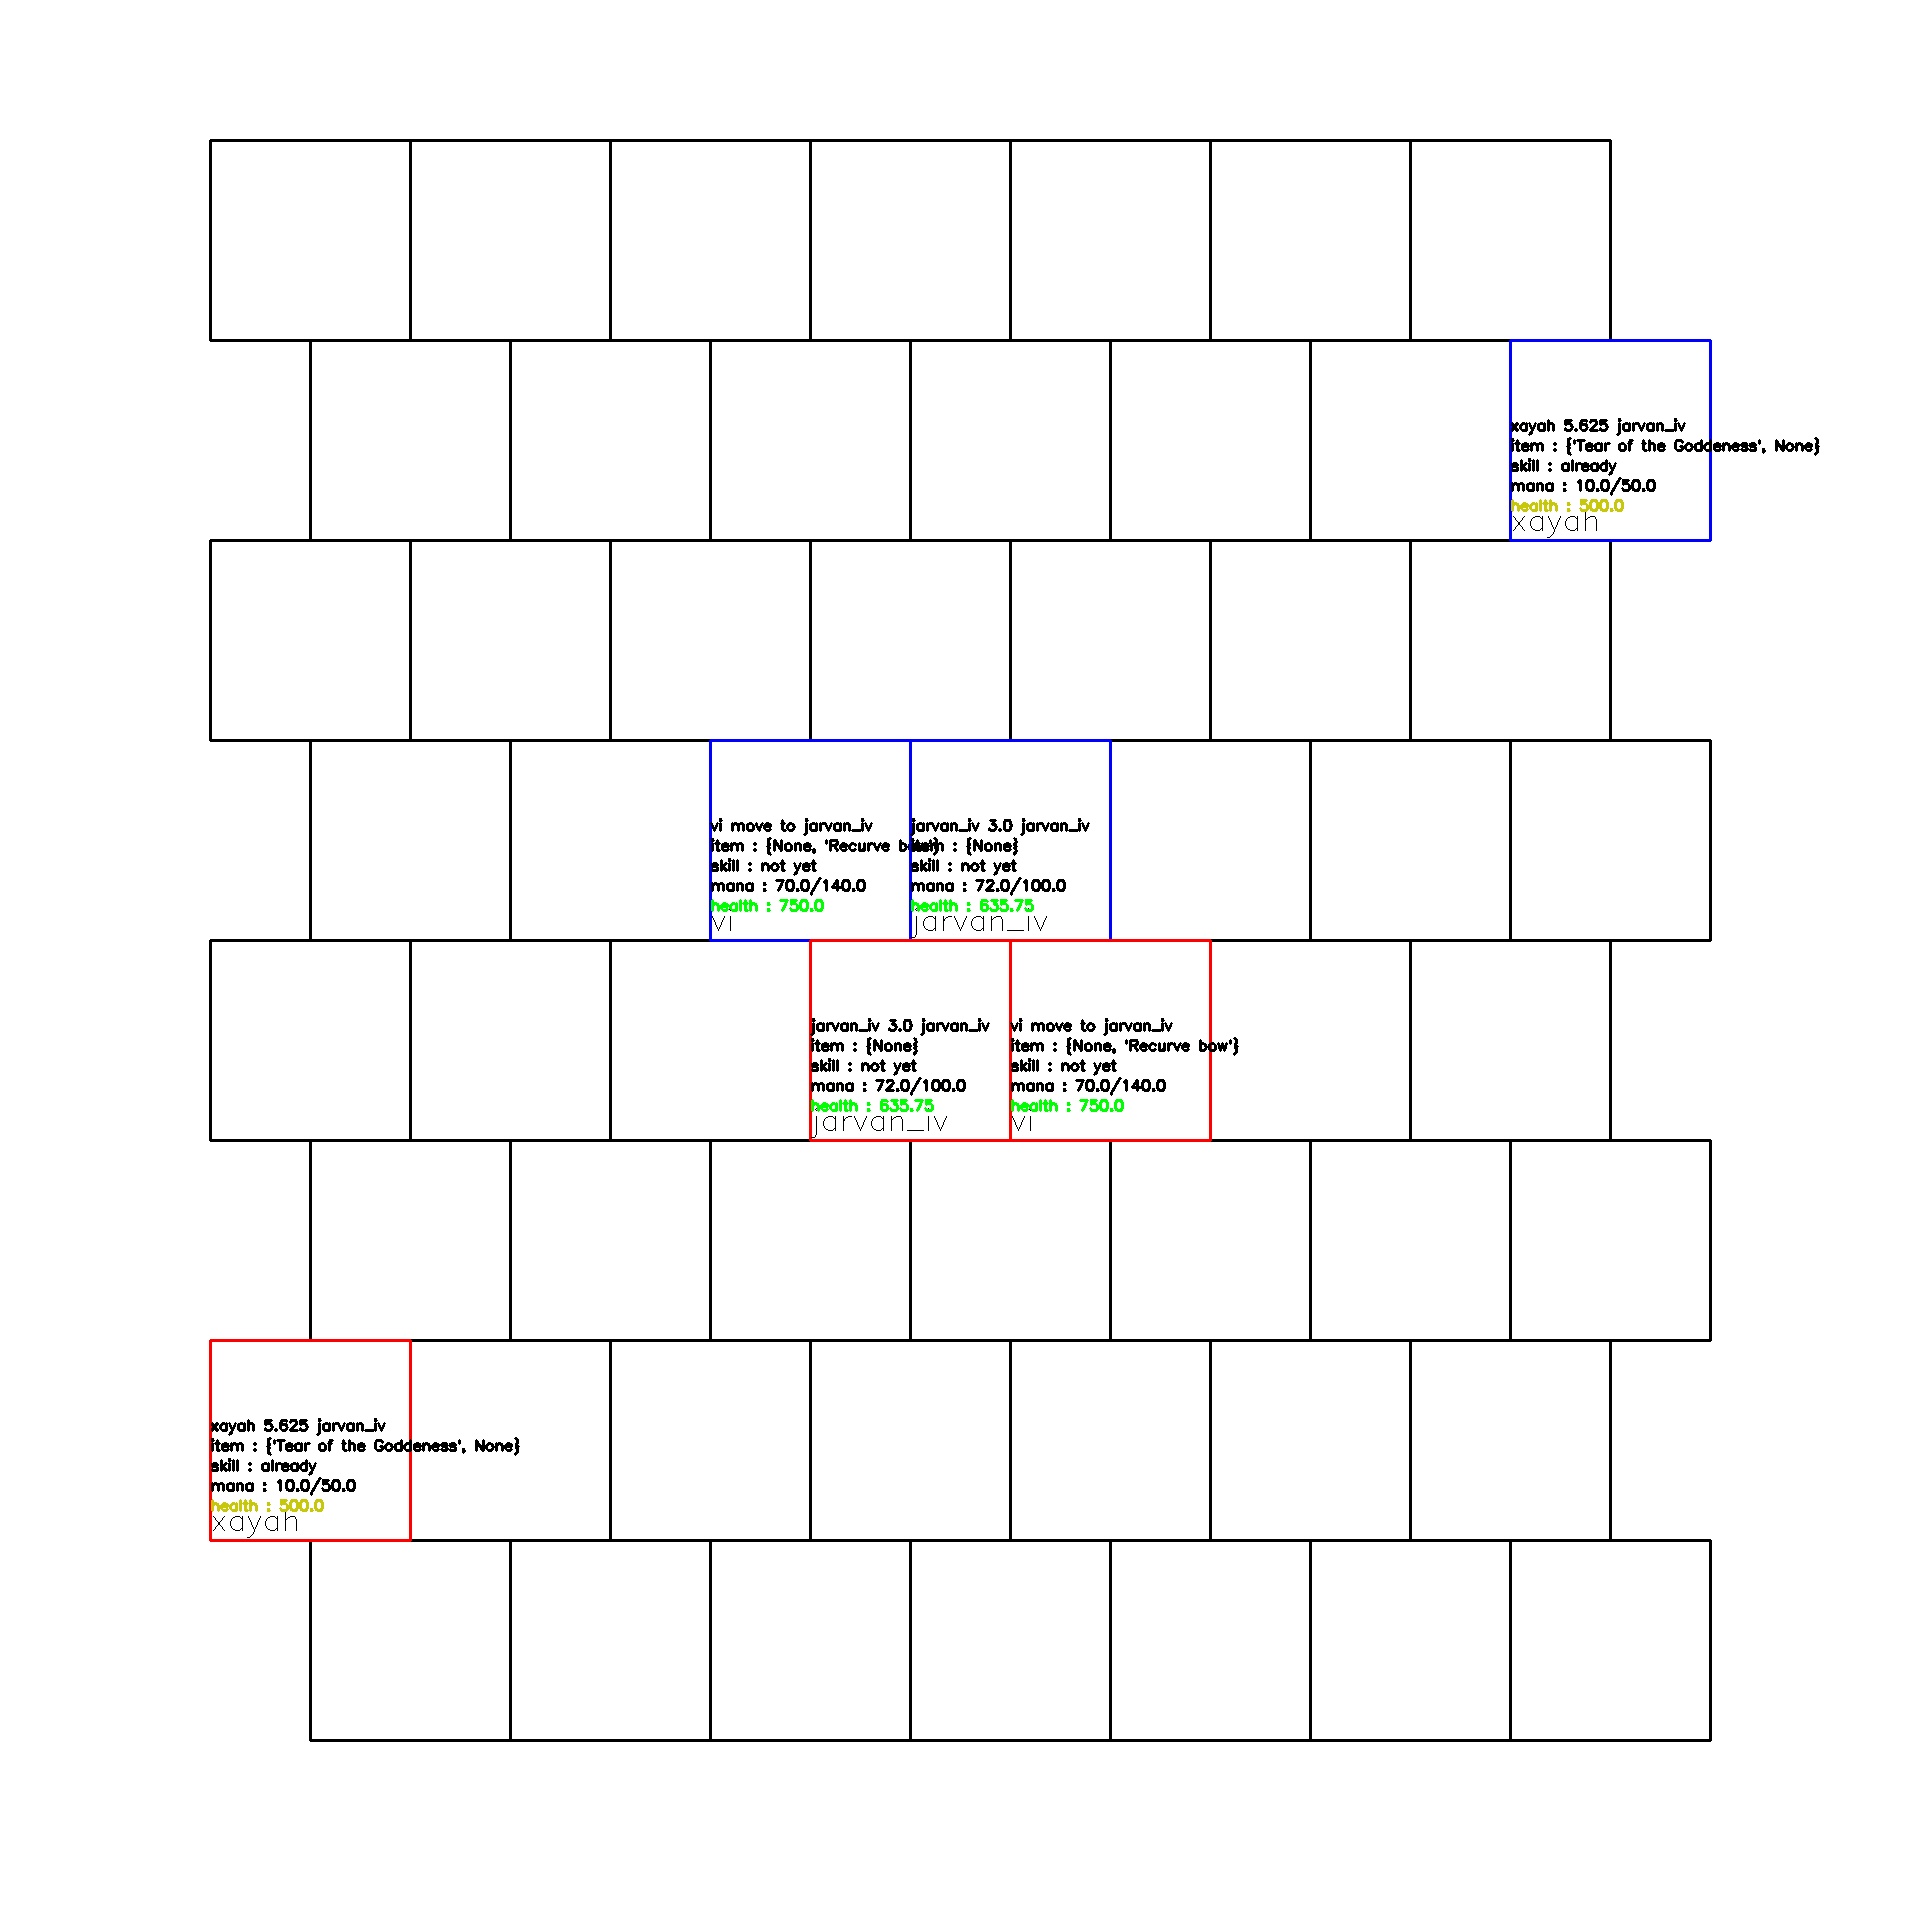 xayah 5.625 jarvan_iv
item : {'Tear of the Goddeness', None}
skill : already
mana : 10.0/50.0
health : 500.0
xayah
vi move to jarvan_iv
item : {None, 'Recurve bow'}
skill : not yet
mana : 70.0/140.0
health : 750.0
vi
jarvan_iv 3.0 jarvan_iv
item : {None}
skill : not yet
mana : 72.0/100.0
health : 635.75
jarvan_iv
jarvan_iv 3.0 jarvan_iv
item : {None}
skill : not yet
mana : 72.0/100.0
health : 635.75
jarvan_iv
vi move to jarvan_iv
item : {None, 'Recurve bow'}
skill : not yet
mana : 70.0/140.0
health : 750.0
vi
xayah 5.625 jarvan_iv
item : {'Tear of the Goddeness', None}
skill : already
mana : 10.0/50.0
health : 500.0
xayah